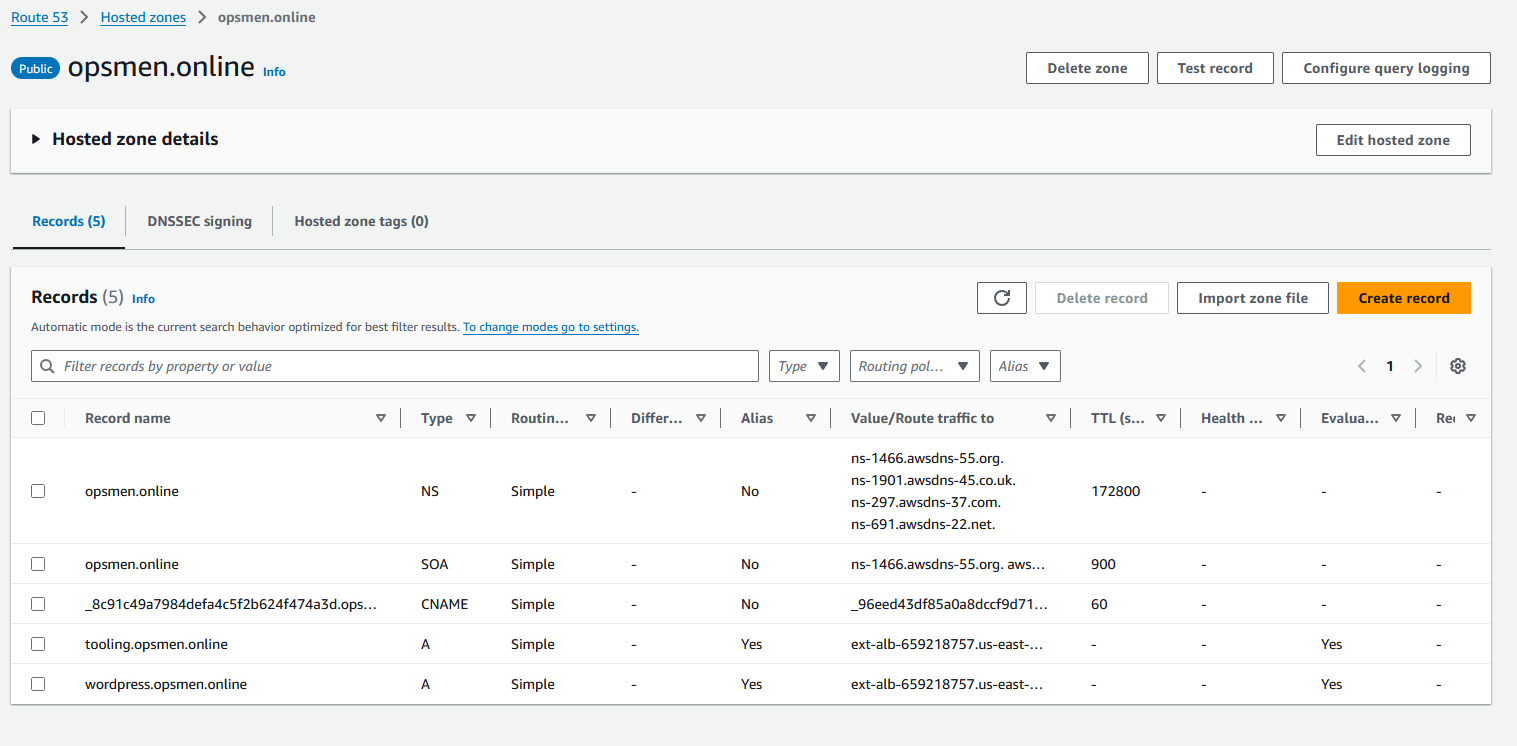 Route 53 > Hosted zones > opsmen.online
Public opsmen.online Info
Delete zone Test record Configure query logging
Hosted zone details Edit hosted zone
Records (5) DNSSEC signing Hosted zone tags (0)
Records (5) Info
Delete record Import zone file Create record
Automatic mode is the current search behavior optimized for best filter results. To change modes go to settings.
Filter records by property or value Type Routing pol... Alias 1
Record name Type Routin... Differ... Alias Value/Route traffic to TTL (s... Health ... Evalua... Rec
ns-1466.awsdns-55.org.
ns-1901.awsdns-45.co.uk.
opsmen.online NS Simple - No 172800 - - -
ns-297.awsdns-37.com.
ns-691.awsdns-22.net.
opsmen.online SOA Simple - No ns-1466.awsdns-55.org. aws... 900 - - -
_8c91c49a7984defa4c5f2b624f474a3d.ops... CNAME Simple - No _96eed43df85a0a8dccf9d71... 60 - - -
tooling.opsmen.online A Simple - Yes ext-alb-659218757.us-east-... - - Yes -
wordpress.opsmen.online A Simple - Yes ext-alb-659218757.us-east-... - - Yes -